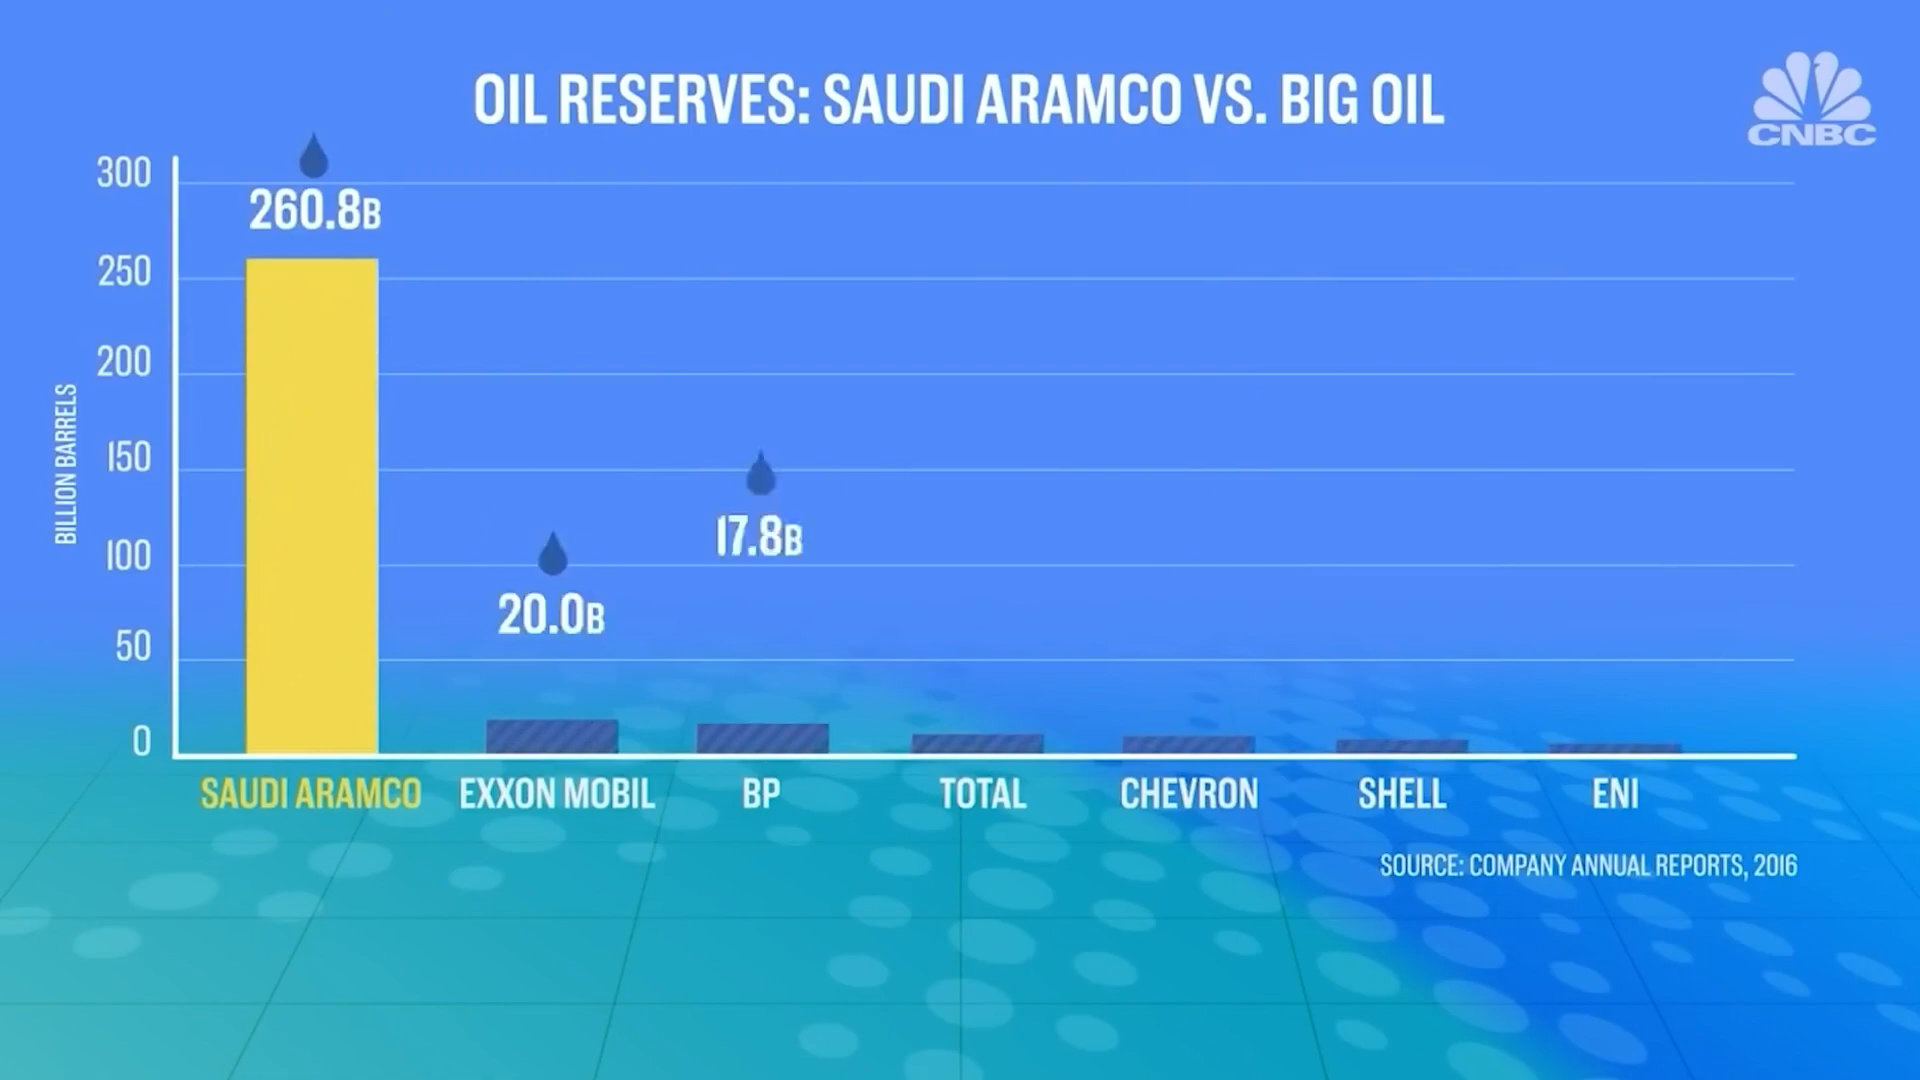 OIL RESERVES: SAUDI ARAMCO VS. BIG OIL
CNBC
300
250
200
150
100
50
0
BILLION BARRELS
260.8B
20.0B
17.8B
SAUDI ARAMCO
EXXON MOBIL
BP
TOTAL
CHEVRON
SHELL
ENI
SOURCE: COMPANY ANNUAL REPORTS, 2016